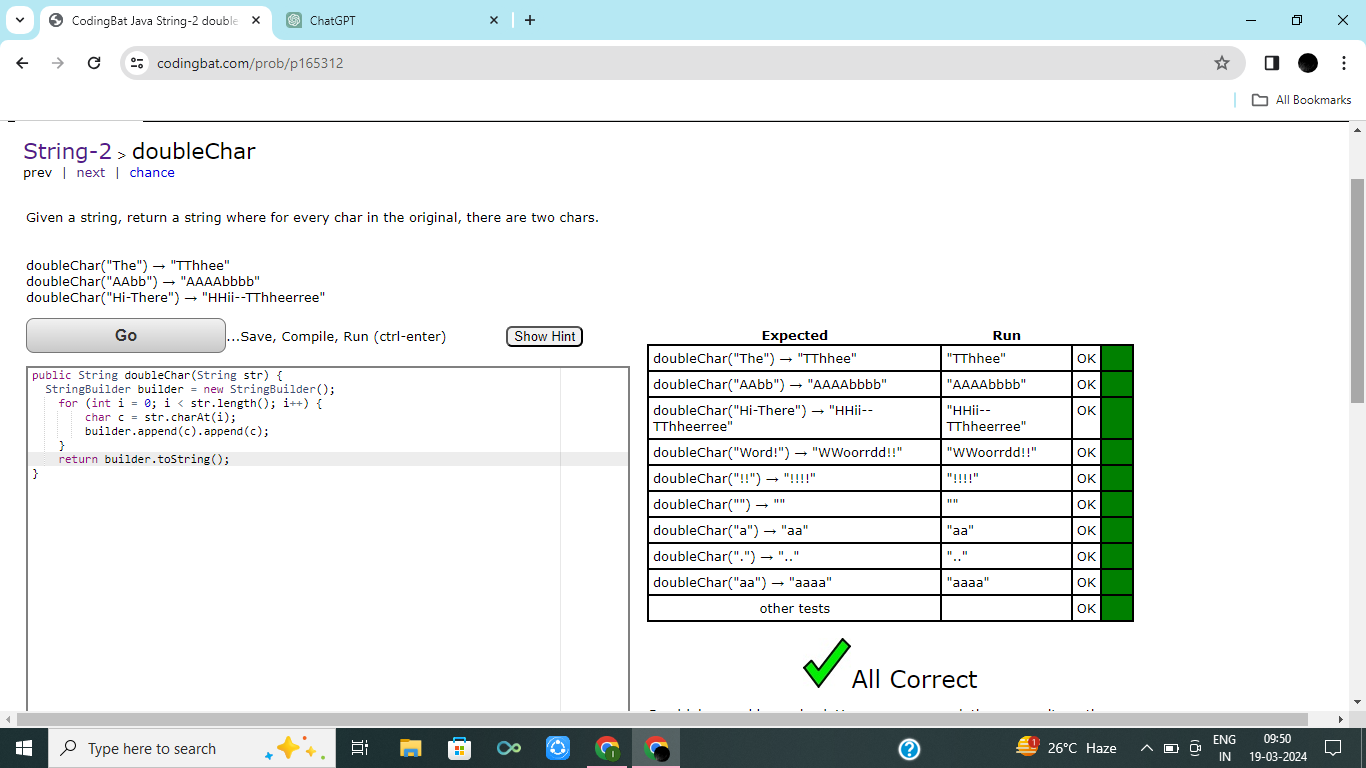 CodingBat Java String-2 double
ChatGPT
codingbat.com/prob/p165312
All Bookmarks
String-2 > doubleChar
prev | next | chance
Given a string, return a string where for every char in the original, there are two chars.
doubleChar("The") → "TThhee"
doubleChar("AAbb") → "AAAAbbbb"
doubleChar("Hi-There") → "HHii--TThheerree"
Go ...Save, Compile, Run (ctrl-enter) Show Hint
public String doubleChar(String str) {
StringBuilder builder = new StringBuilder();
for (int i = 0; i < str.length(); i++) {
char c = str.charAt(i);
builder.append(c).append(c);
}
return builder.toString();
}
Expected Run
doubleChar("The") → "TThhee" "TThhee" OK
doubleChar("AAbb") → "AAAAbbbb" "AAAAbbbb" OK
doubleChar("Hi-There") → "HHii-- "HHii-- OK
TThheerree" TThheerree"
doubleChar("Word!") → "WWoorrdd!!" "WWoorrdd!!" OK
doubleChar("!!") → "!!!!" "!!!!" OK
doubleChar("") → "" "" OK
doubleChar("a") → "aa" "aa" OK
doubleChar(".") → ".." ".." OK
doubleChar("aa") → "aaaa" "aaaa" OK
other tests OK
All Correct
Type here to search
1 26°C Haze
ENG 09:50
IN 19-03-2024